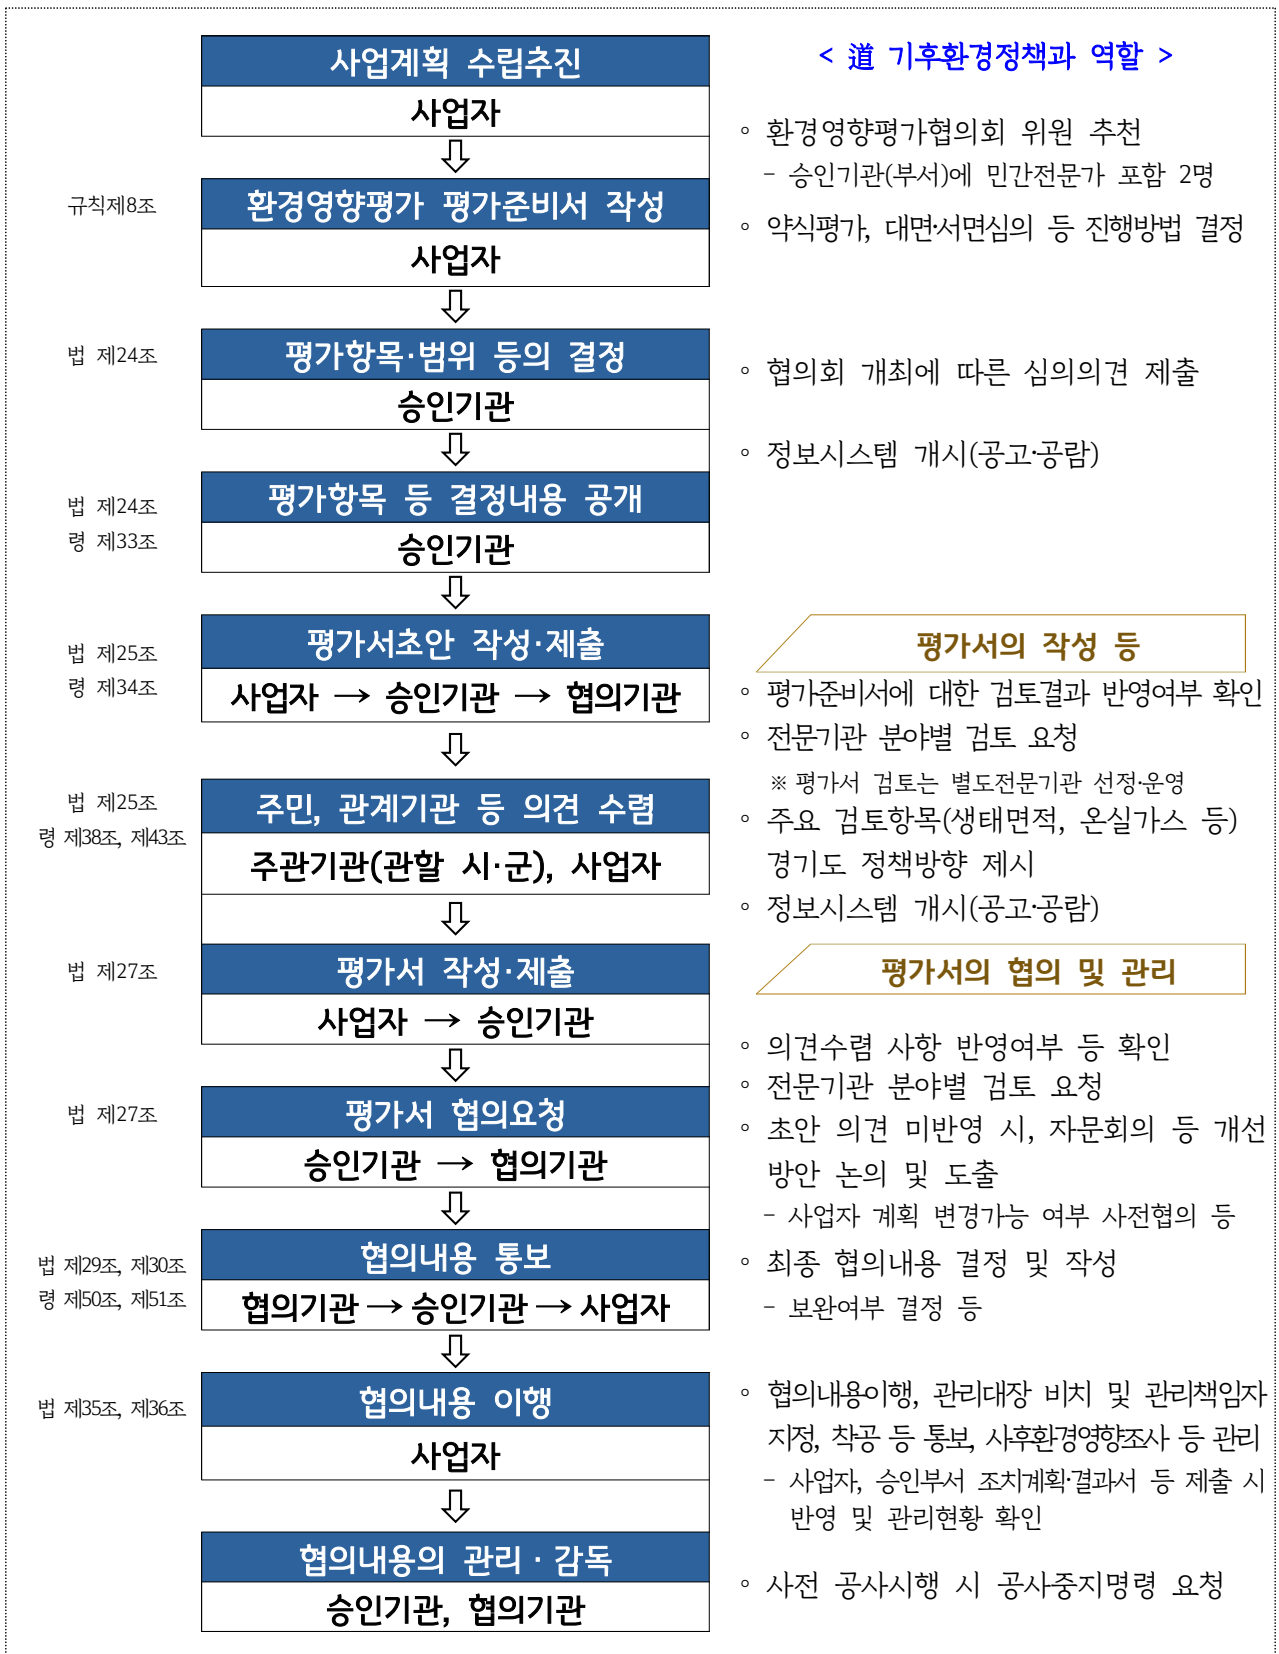 사업계획 수립추진
사업자
규칙제8조
환경영향평가 평가준비서 작성
사업자
법 제24조
평가항목·범위 등의 결정
승인기관
법 제24조
령 제33조
평가항목 등 결정내용 공개
승인기관
법 제25조
령 제34조
평가서초안 작성·제출
사업자 → 승인기관 → 협의기관
법 제25조
령 제38조, 제43조
주민, 관계기관 등 의견 수렴
주관기관(관할 시·군), 사업자
법 제27조
평가서 작성·제출
사업자 → 승인기관
법 제27조
평가서 협의요청
승인기관 → 협의기관
법 제29조, 제30조
령 제50조, 제51조
협의내용 통보
협의기관 → 승인기관 → 사업자
법 제35조, 제36조
협의내용 이행
사업자
협의내용의 관리 · 감독
승인기관, 협의기관
< 道 기후환경정책과 역할 >
◦ 환경영향평가협의회 위원 추천
- 승인기관(부서)에 민간전문가 포함 2명
◦ 약식평가, 대면·서면심의 등 진행방법 결정
◦ 협의회 개최에 따른 심의의견 제출
◦ 정보시스템 개시(공고·공람)
평가서의 작성 등
◦ 평가준비서에 대한 검토결과 반영여부 확인
◦ 전문기관 분야별 검토 요청
※ 평가서 검토는 별도전문기관 선정·운영
◦ 주요 검토항목(생태면적, 온실가스 등)
경기도 정책방향 제시
◦ 정보시스템 개시(공고·공람)
평가서의 협의 및 관리
◦ 의견수렴 사항 반영여부 등 확인
◦ 전문기관 분야별 검토 요청
◦ 초안 의견 미반영 시, 자문회의 등 개선
방안 논의 및 도출
- 사업자 계획 변경가능 여부 사전협의 등
◦ 최종 협의내용 결정 및 작성
- 보완여부 결정 등
◦ 협의내용이행, 관리대장 비치 및 관리책임자
지정, 착공 등 통보, 사후환경영향조사 등 관리
- 사업자, 승인부서 조치계획·결과서 등 제출 시
반영 및 관리현황 확인
◦ 사전 공사시행 시 공사중지명령 요청